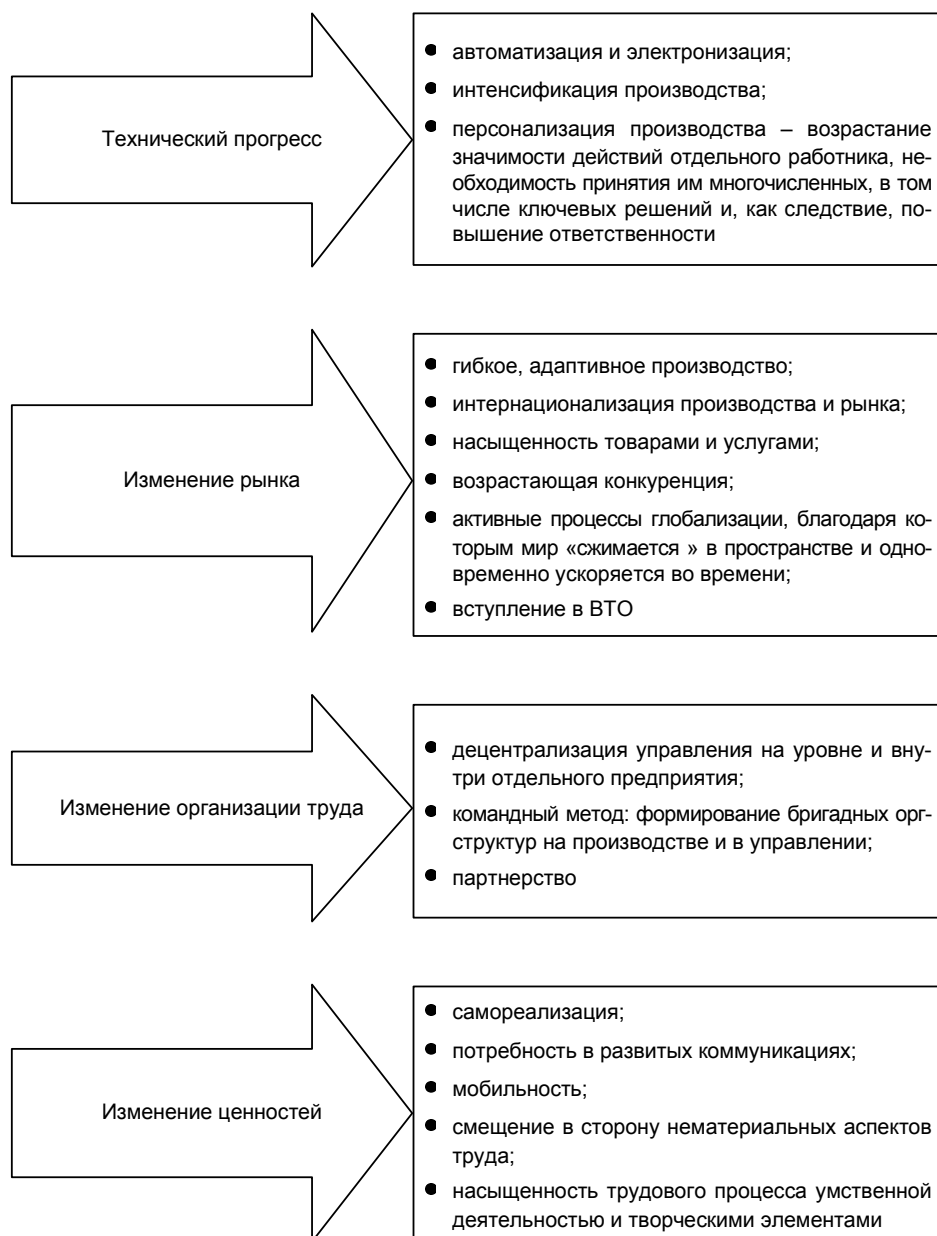 Технический прогресс
автоматизация и электронизация;
интенсификация производства;
персонализация производства – возрастание
значимости действий отдельного работника, не-
обходимость принятия им многочисленных, в том
числе ключевых решений и, как следствие, по-
вышение ответственности
Изменение рынка
гибкое, адаптивное производство;
интернационализация производства и рынка;
насыщенность товарами и услугами;
возрастающая конкуренция;
активные процессы глобализации, благодаря ко-
торым мир «сжимается » в пространстве и одно-
временно ускоряется во времени;
вступление в ВТО
Изменение организации труда
децентрализация управления на уровне и вну-
три отдельного предприятия;
командный метод: формирование бригадных орг-
структур на производстве и в управлении;
партнерство
Изменение ценностей
самореализация;
потребность в развитых коммуникациях;
мобильность;
смещение в сторону нематериальных аспектов
труда;
насыщенность трудового процесса умственной
деятельностью и творческими элементами